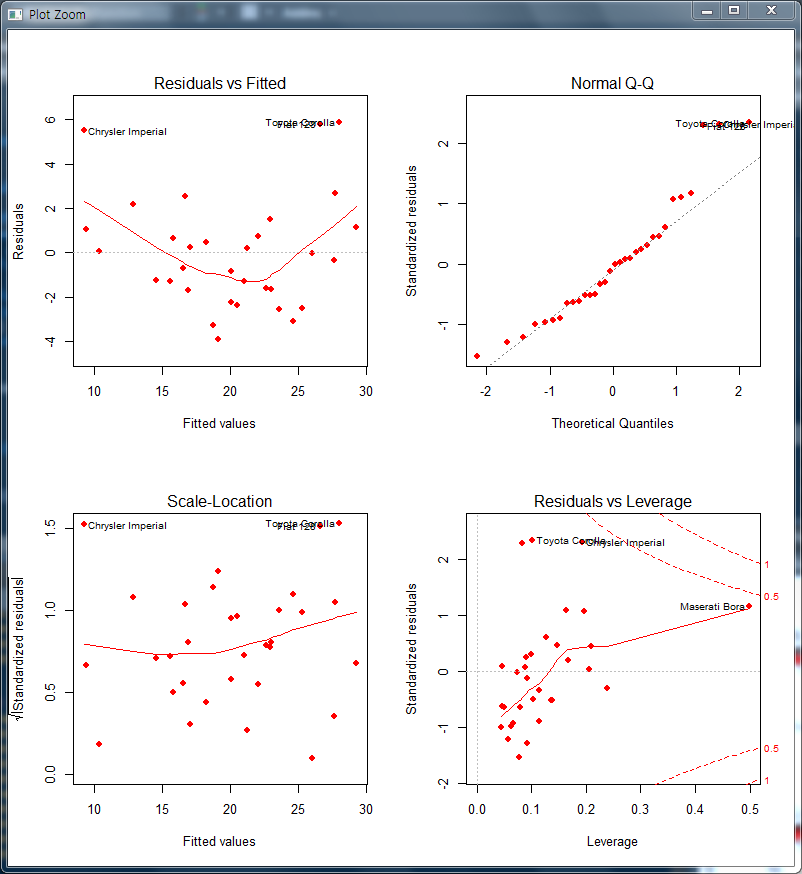 Plot Zoom
Residuals vs Fitted
Residuals
6
4
2
0
-2
-4
Chrysler Imperial
Toyota Corolla
Fiat 128
10 15 20 25 30
Fitted values
Normal Q-Q
Standardized residuals
2
1
0
-1
Toyota Corolla
Fiat 128
Chrysler Imperi
-2 -1 0 1 2
Theoretical Quantiles
Scale-Location
√|Standardized residuals|
1.5
1.0
0.5
0.0
Chrysler Imperial
Toyota Corolla
Fiat 128
10 15 20 25 30
Fitted values
Residuals vs Leverage
Standardized residuals
2
1
0
-1
-2
Toyota Corolla
Chrysler Imperial
Maserati Bora
1
0.5
0.5
1
0.0 0.1 0.2 0.3 0.4 0.5
Leverage